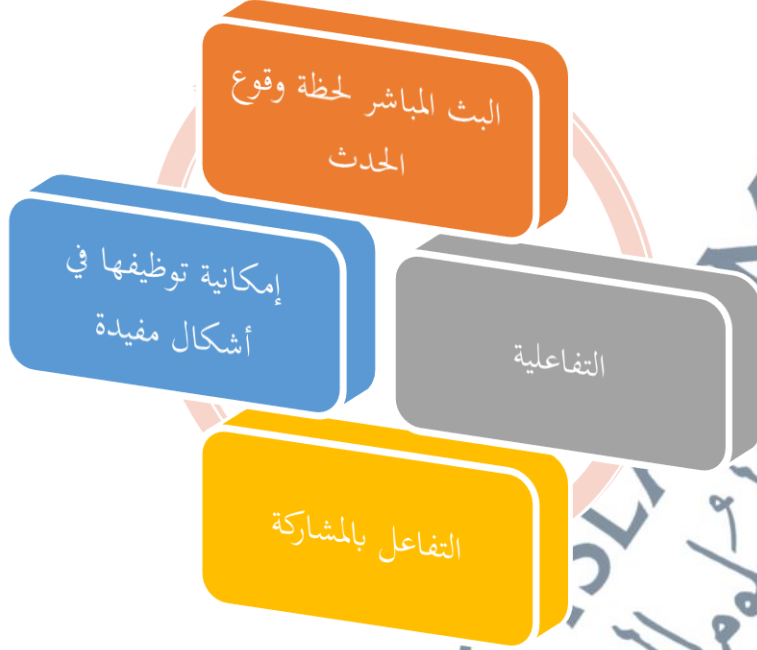 البث المباشر لحظة وقوع
الحدث
التفاعلية
التفاعل بالمشاركة
إمكانية توظيفها في
أشكال مفيدة